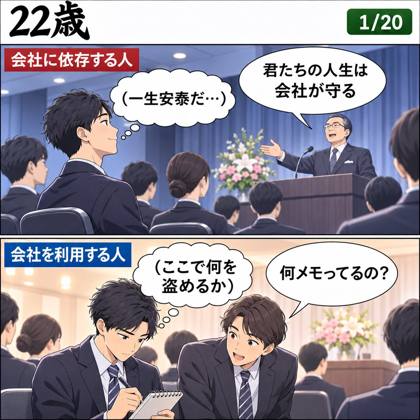 22歳
1/20
会社に依存する人
(一生安泰だ…)
君たちの人生は
会社が守る
会社を利用する人
(ここで何を
盗めるか)
何メモってるの?